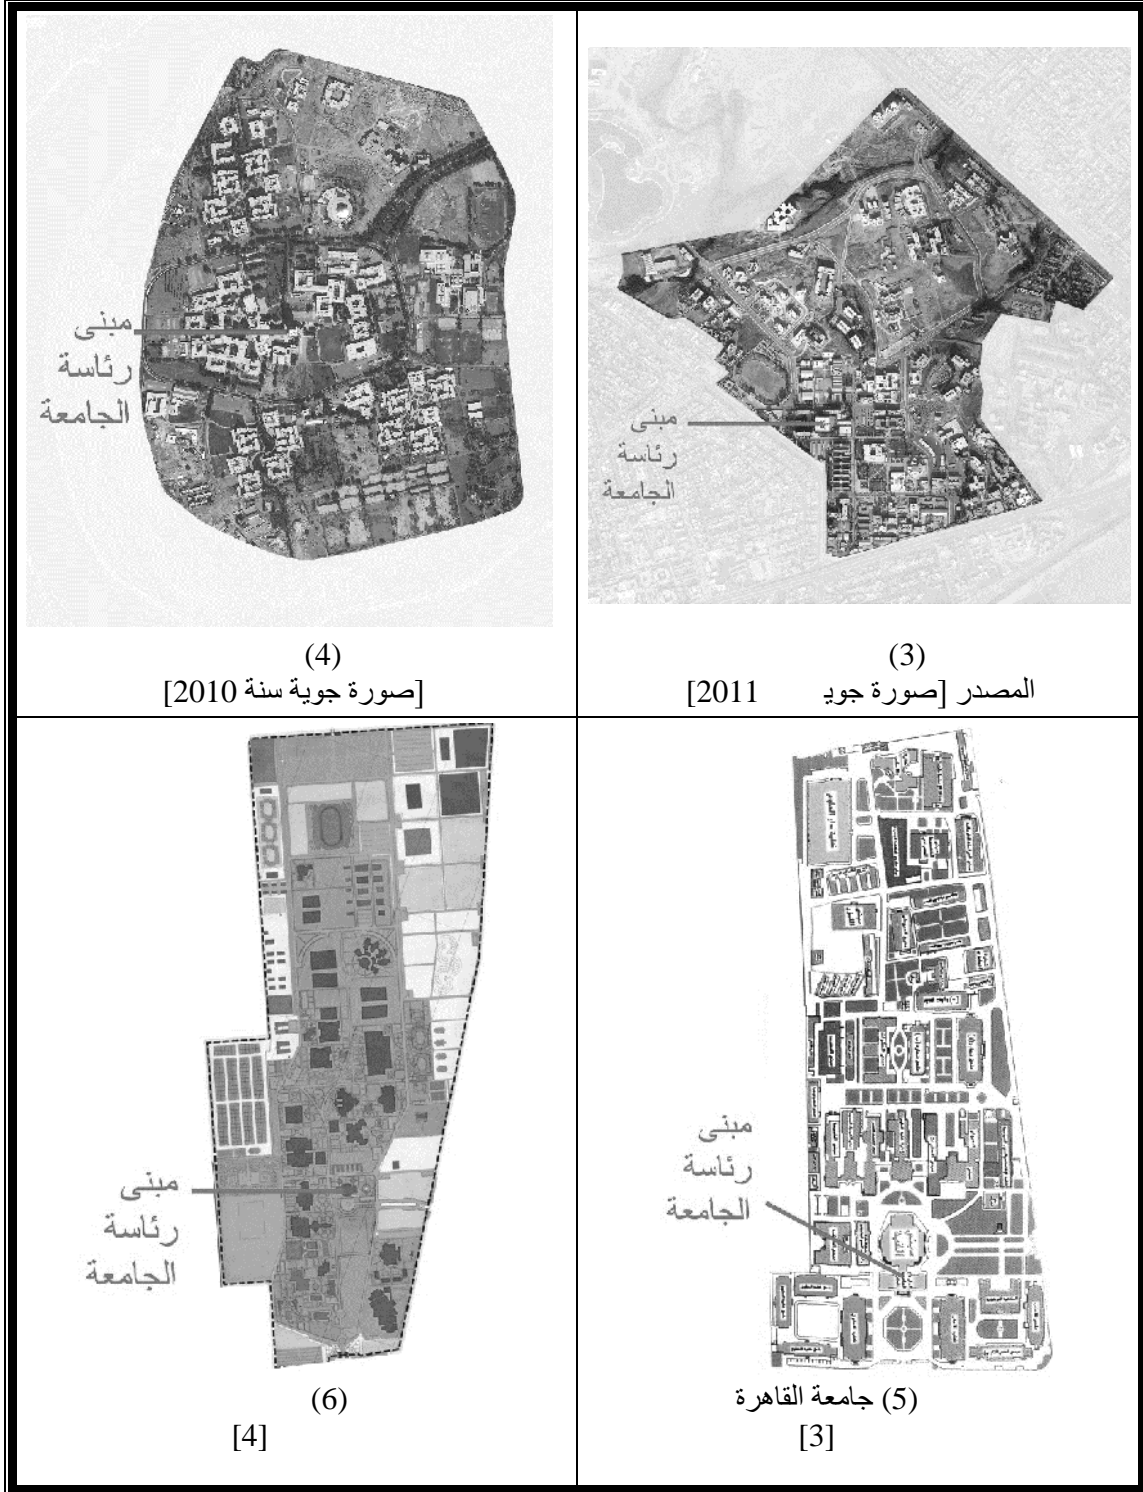 مبنى
رئاسة
الجامعة
(3)
المصدر [صورة جويـ 2011]
مبنى
رئاسة
الجامعة
(4)
[صورة جوية سنة 2010]
مبنى
رئاسة
الجامعة
(5) جامعة القاهرة
[3]
مبنى
رئاسة
الجامعة
(6)
[4]